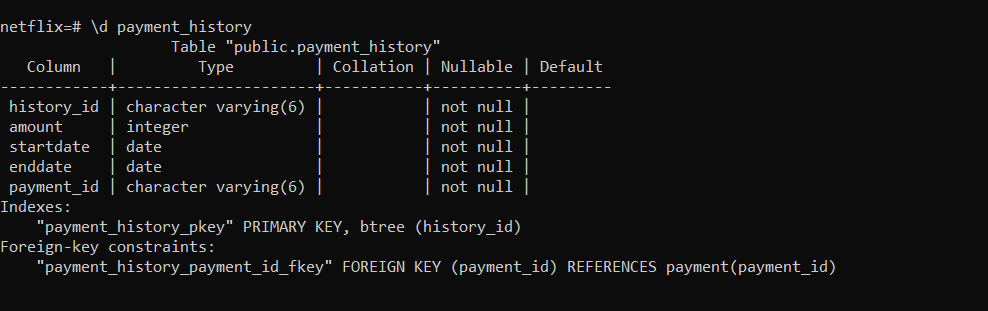 netflix=# \d payment_history
                   Table "public.payment_history"
   Column   |         Type         | Collation | Nullable | Default
------------+----------------------+-----------+----------+---------
 history_id | character varying(6) |           | not null |
 amount     | integer              |           | not null |
 startdate  | date                 |           | not null |
 enddate    | date                 |           | not null |
 payment_id | character varying(6) |           | not null |
Indexes:
    "payment_history_pkey" PRIMARY KEY, btree (history_id)
Foreign-key constraints:
    "payment_history_payment_id_fkey" FOREIGN KEY (payment_id) REFERENCES payment(payment_id)